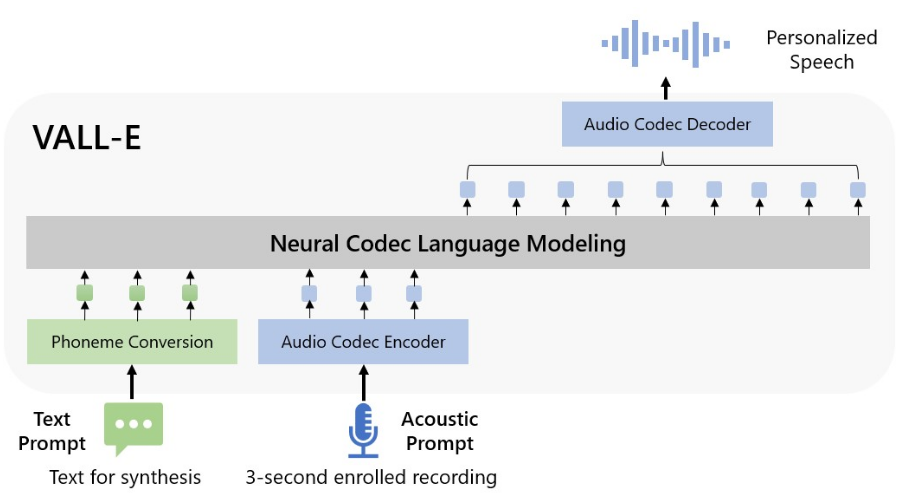 Personalized
Speech
Audio Codec Decoder
VALL-E
Neural Codec Language Modeling
Phoneme Conversion
Audio Codec Encoder
Text
Prompt
Acoustic
Prompt
Text for synthesis
3-second enrolled recording